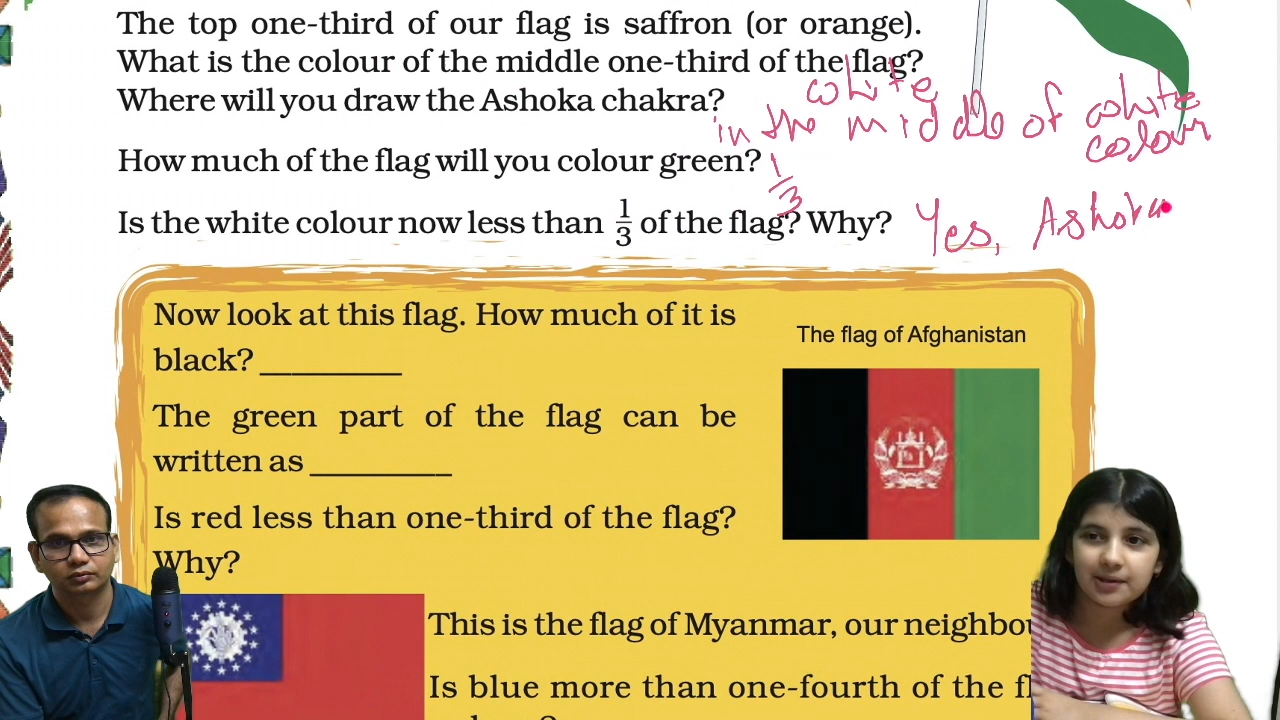 The top one-third of our flag is saffron (or orange).
What is the colour of the middle one-third of the flag?
white
Where will you draw the Ashoka chakra?
in the middle of white
colour
How much of the flag will you colour green?
1/3
Is the white colour now less than 1/3 of the flag? Why?
Yes, Ashoka
Now look at this flag. How much of it is
black? _________
The flag of Afghanistan
The green part of the flag can be
written as _________
Is red less than one-third of the flag?
Why?
This is the flag of Myanmar, our neighbou
Is blue more than one-fourth of the fl